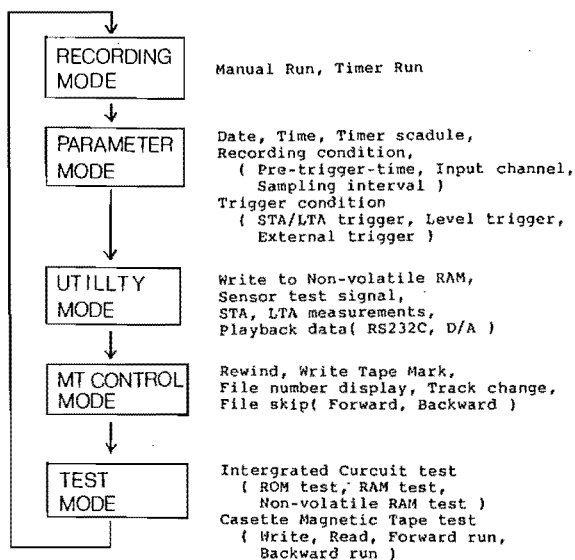 RECORDING
MODE
Manual Run, Timer Run
PARAMETER
MODE
Date, Time, Timer scadule,
Recording condition,
( Pre-trigger-time, Input channel,
Sampling interval )
Trigger condition
( STA/LTA trigger, Level trigger,
External trigger )
UTILLTY
MODE
Write to Non-volatile RAM,
Sensor test signal,
STA, LTA measurements,
Playback data( RS232C, D/A )
MT CONTROL
MODE
Rewind, Write Tape Mark,
File number display, Track change,
File skip( Forward, Backward )
TEST
MODE
Intergrated Curcuit test
( ROM test, RAM test,
Non-volatile RAM test )
Casette Magnetic Tape test
( Write, Read, Forward run,
Backward run )